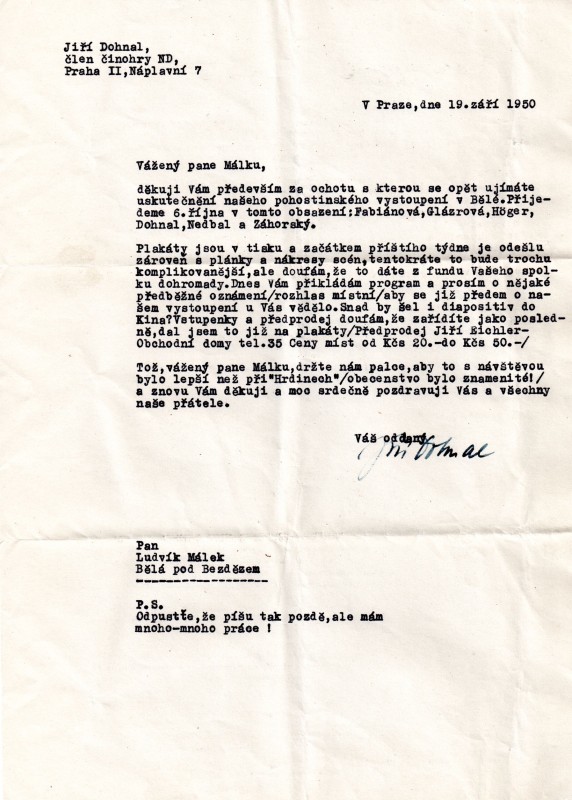 Jiří Dohnal,
člen činohry ND,
Praha II,Náplavní 7
V Praze,dne 19.září 1950
Vážený pane Málku,
děkuji Vám především za ochotu s kterou se opět ujímáte
uskutečnění našeho pohostinského vystoupení v Bělé.Přije-
deme 6.října v tomto obsazení;Fabiánová,Glázrová,Höger,
Dohnal,Nedbal a Záhorský.
Plakáty jsou v tisku a začátkem příštího týdne je odešlu
zároveň s plánky a nákresy scén,tentokráte to bude trochu
komplikovanější,ale doufám,že to dáte z fundu Vašeho spol-
ku dohromady.Dnes Vám přikládám program a prosím o nějaké
předběžné oznámení/rozhlas místní/aby se již předem o na-
šem vystoupení u Vás vědělo.Snad by šel i diapositiv do
Kina?Vstupenky a předprodej doufám,že zařídíte jako posled-
ně,dal jsem to již na plakáty/Předprodej Jiří Eichler-
Obchodní domy tel.35 Ceny míst od Kčs 20.-do Kčs 50.-/
Tož,vážený pane Málku,držte nám palce,aby to s návštěvou
bylo lepší než při"Hrdinech"/obecenstvo bylo znamenité!/
a znovu Vám děkuji a moc srdečně pozdravuji Vás a všechny
naše přátele.
Váš oddaný
Jiří Dohnal
Pan
Ludvík Málek
Bělá pod Bezdězem
P.S.
Odpusťte,že píšu tak pozdě,ale mám
mnoho-mnoho práce !